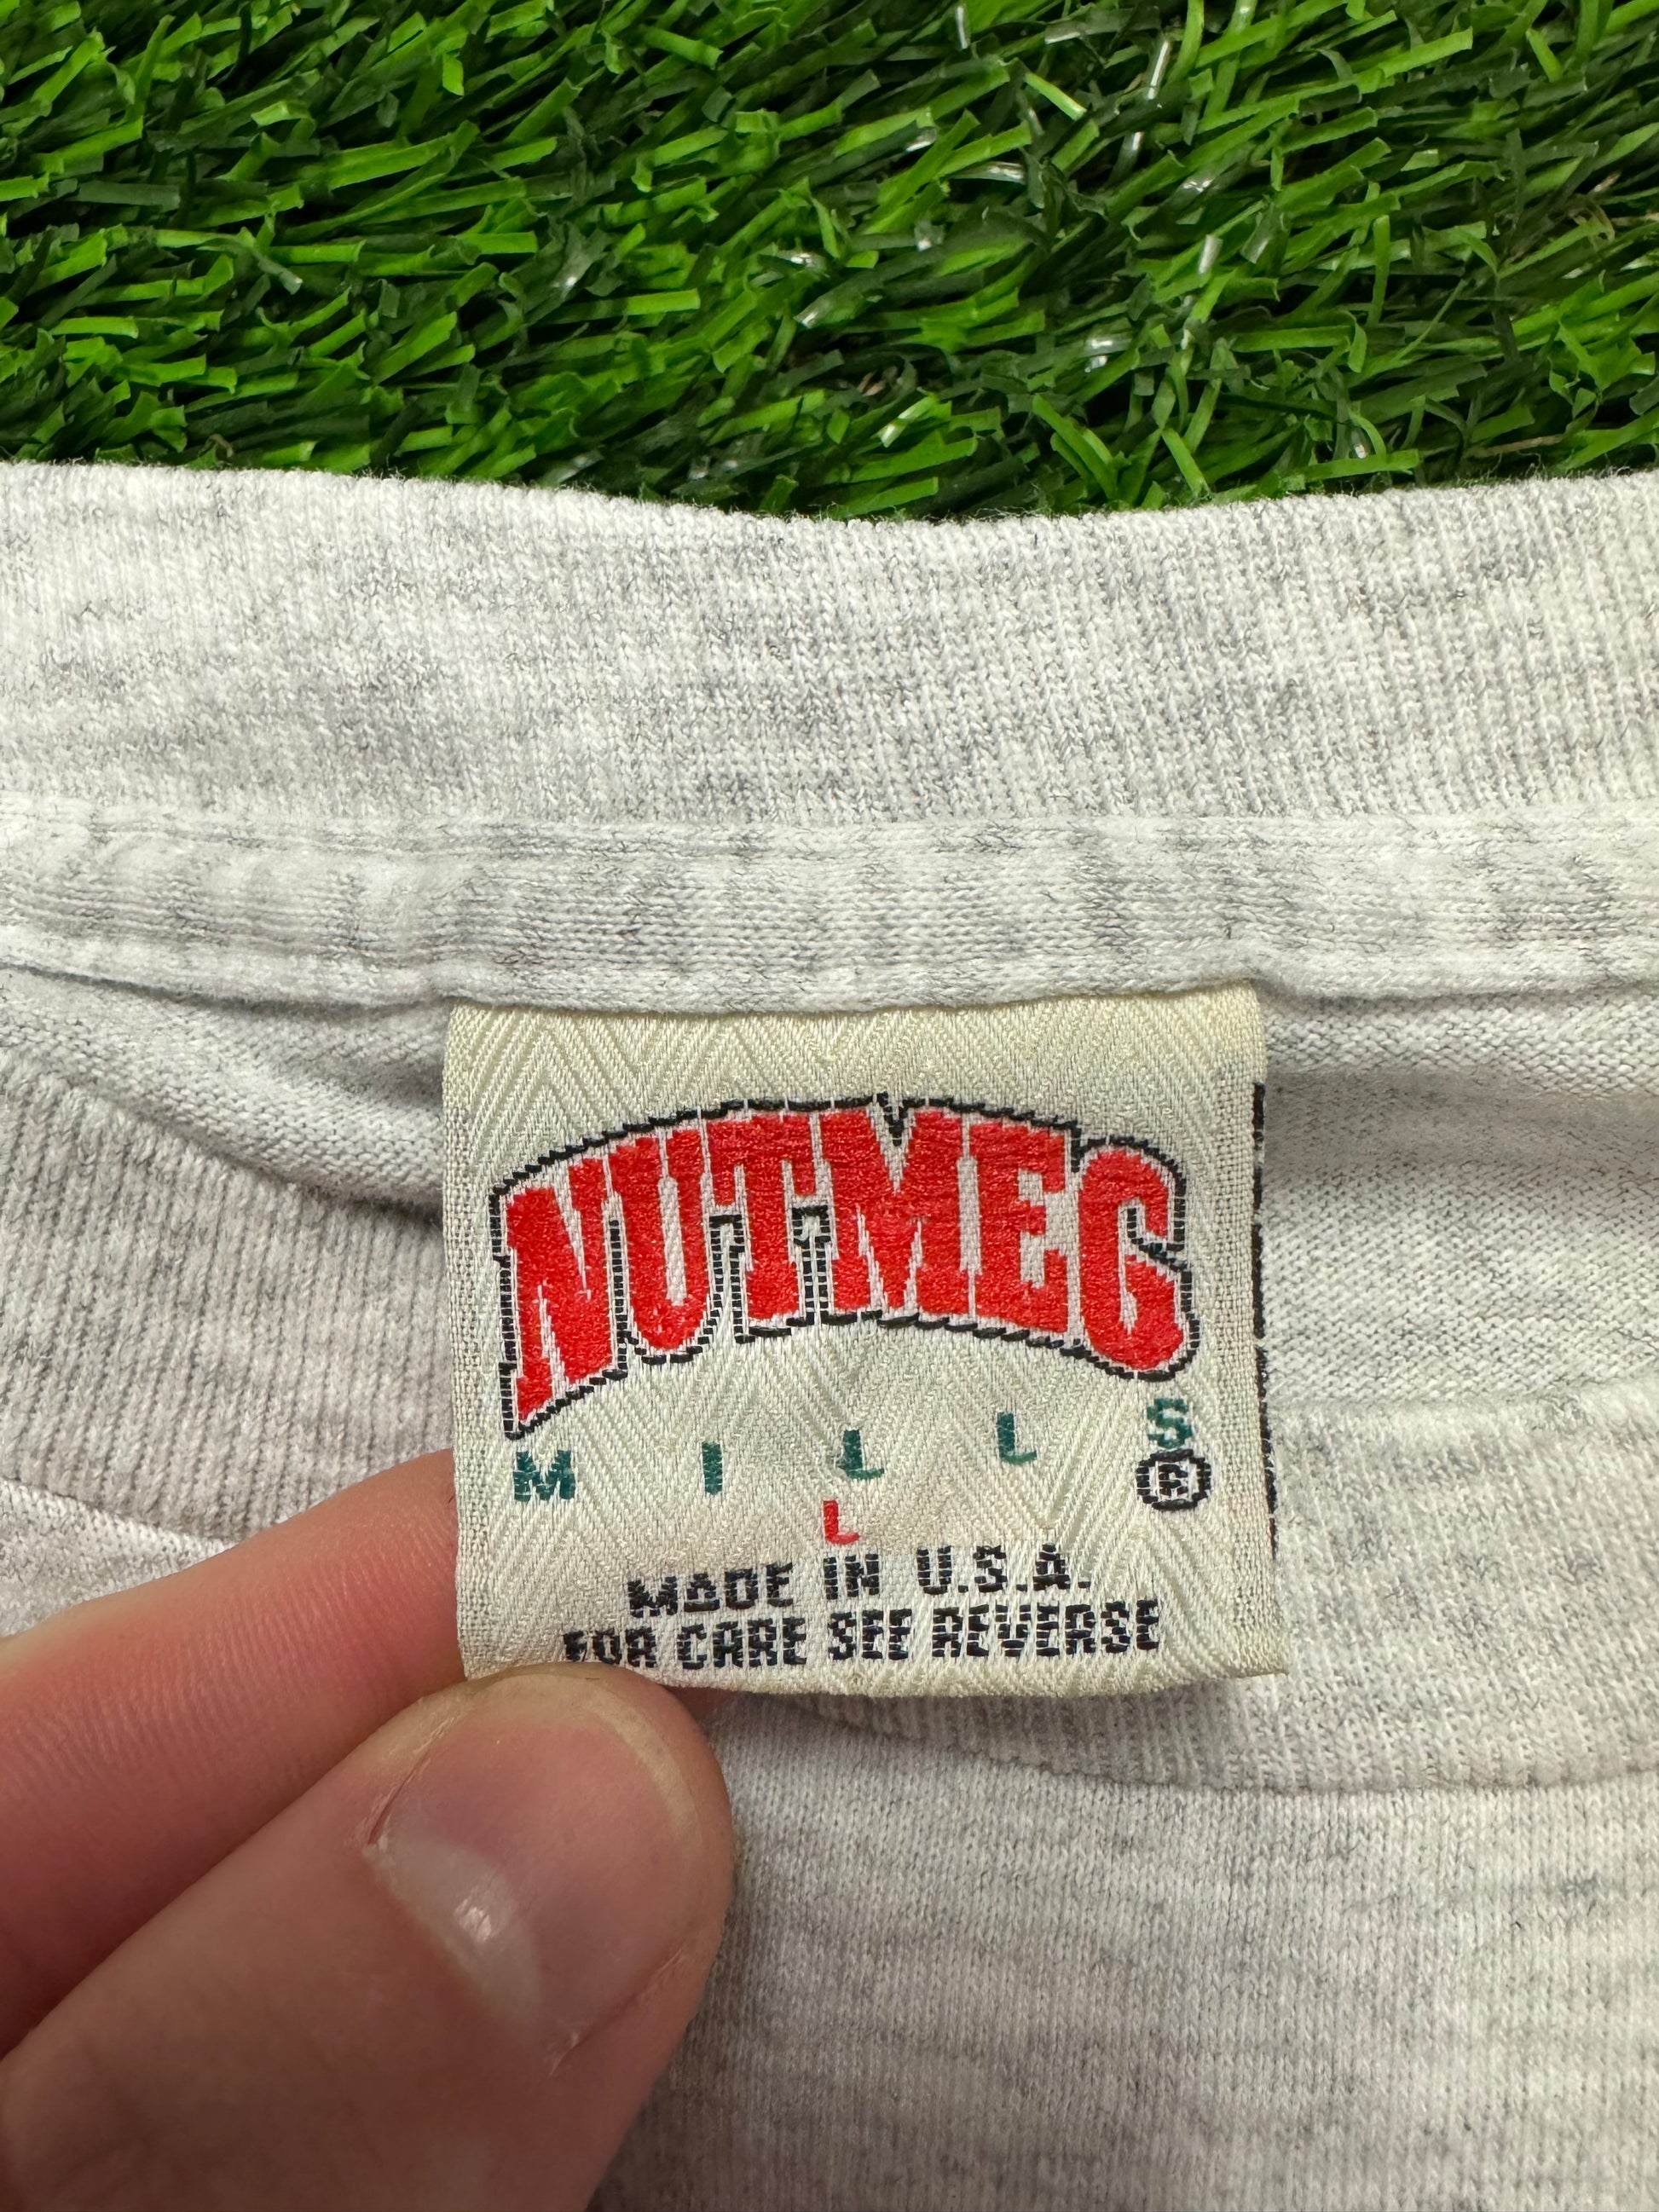 NUTMEG
MILLS
®
L
MADE IN U.S.A.
FOR CARE SEE REVERSE